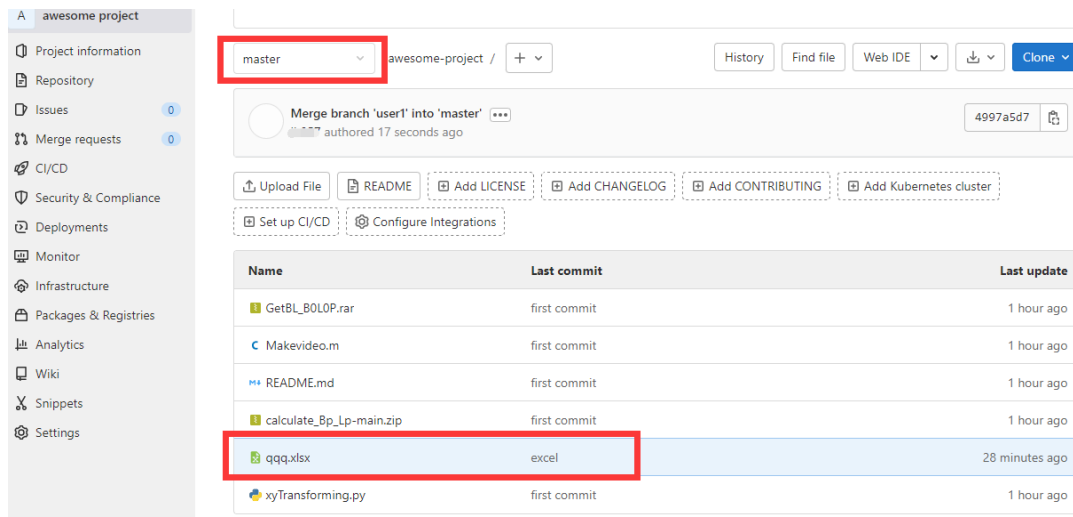 A awesome project
Project information
Repository
Issues 0
Merge requests 0
CI/CD
Security & Compliance
Deployments
Monitor
Infrastructure
Packages & Registries
Analytics
Wiki
Snippets
Settings
master awesome-project / + History Find file Web IDE Clone
Merge branch 'user1' into 'master' •••
authored 17 seconds ago
4997a5d7
Upload File README Add LICENSE Add CHANGELOG Add CONTRIBUTING Add Kubernetes cluster
Set up CI/CD Configure Integrations
Name Last commit Last update
GetBL_B0L0P.rar first commit 1 hour ago
C Makevideo.m first commit 1 hour ago
M↓ README.md first commit 1 hour ago
calculate_Bp_Lp-main.zip first commit 1 hour ago
qqq.xlsx excel 28 minutes ago
xyTransforming.py first commit 1 hour ago